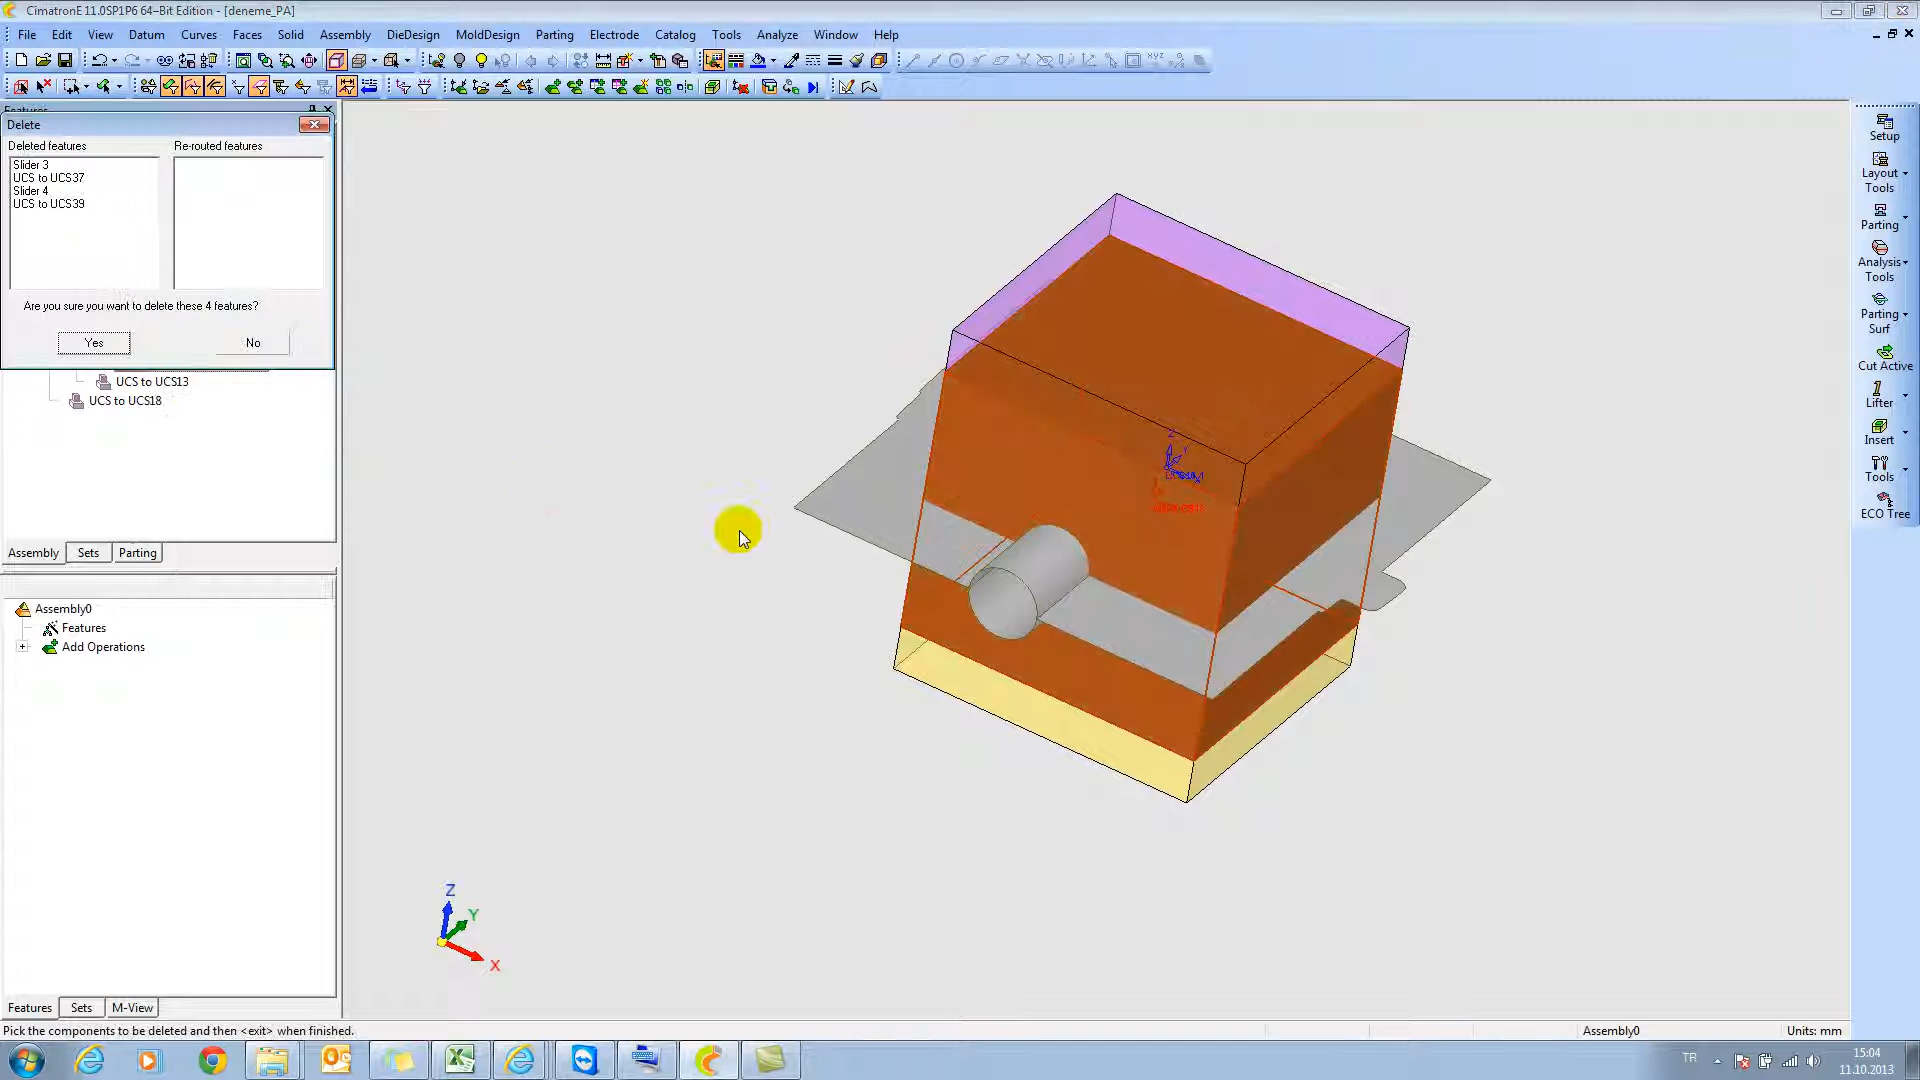 CimatronE 11.0SP1P6 64–Bit Edition - [deneme_PA]
File Edit View Datum Curves Faces Solid Assembly DieDesign MoldDesign Parting Electrode Catalog Tools Analyze Window Help
Delete
Deleted features
Re-routed features
Slider 3
UCS to UCS37
Slider 4
UCS to UCS39
Are you sure you want to delete these 4 features?
Yes
No
UCS to UCS13
UCS to UCS18
Assembly Sets Parting
Assembly0
Features
Add Operations
Features Sets M-View
Z
Y
X
Setup
Layout
Tools
Parting
Analysis
Tools
Parting
Surf
Cut Active
Lifter
Insert
Tools
ECO Tree
Pick the components to be deleted and then <exit> when finished.
Assembly0
Units: mm
TR
15:04
11.10.2013